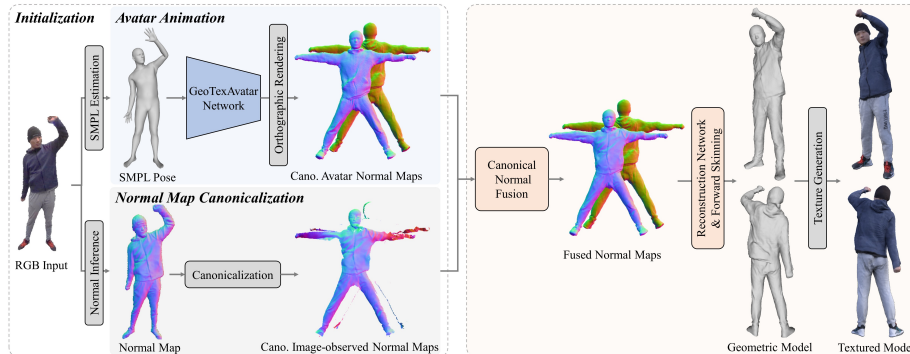 Initialization
Avatar Animation
SMPL Estimation
GeoTexAvatar
Network
Orthographic Rendering
SMPL Pose
Cano. Avatar Normal Maps
Normal Map Canonicalization
RGB Input
Normal Inference
Canonicalization
Normal Map
Cano. Image-observed Normal Maps
Canonical
Normal
Fusion
Fused Normal Maps
Reconstruction Network
& Forward Skinning
Texture Generation
Geometric Model
Textured Model